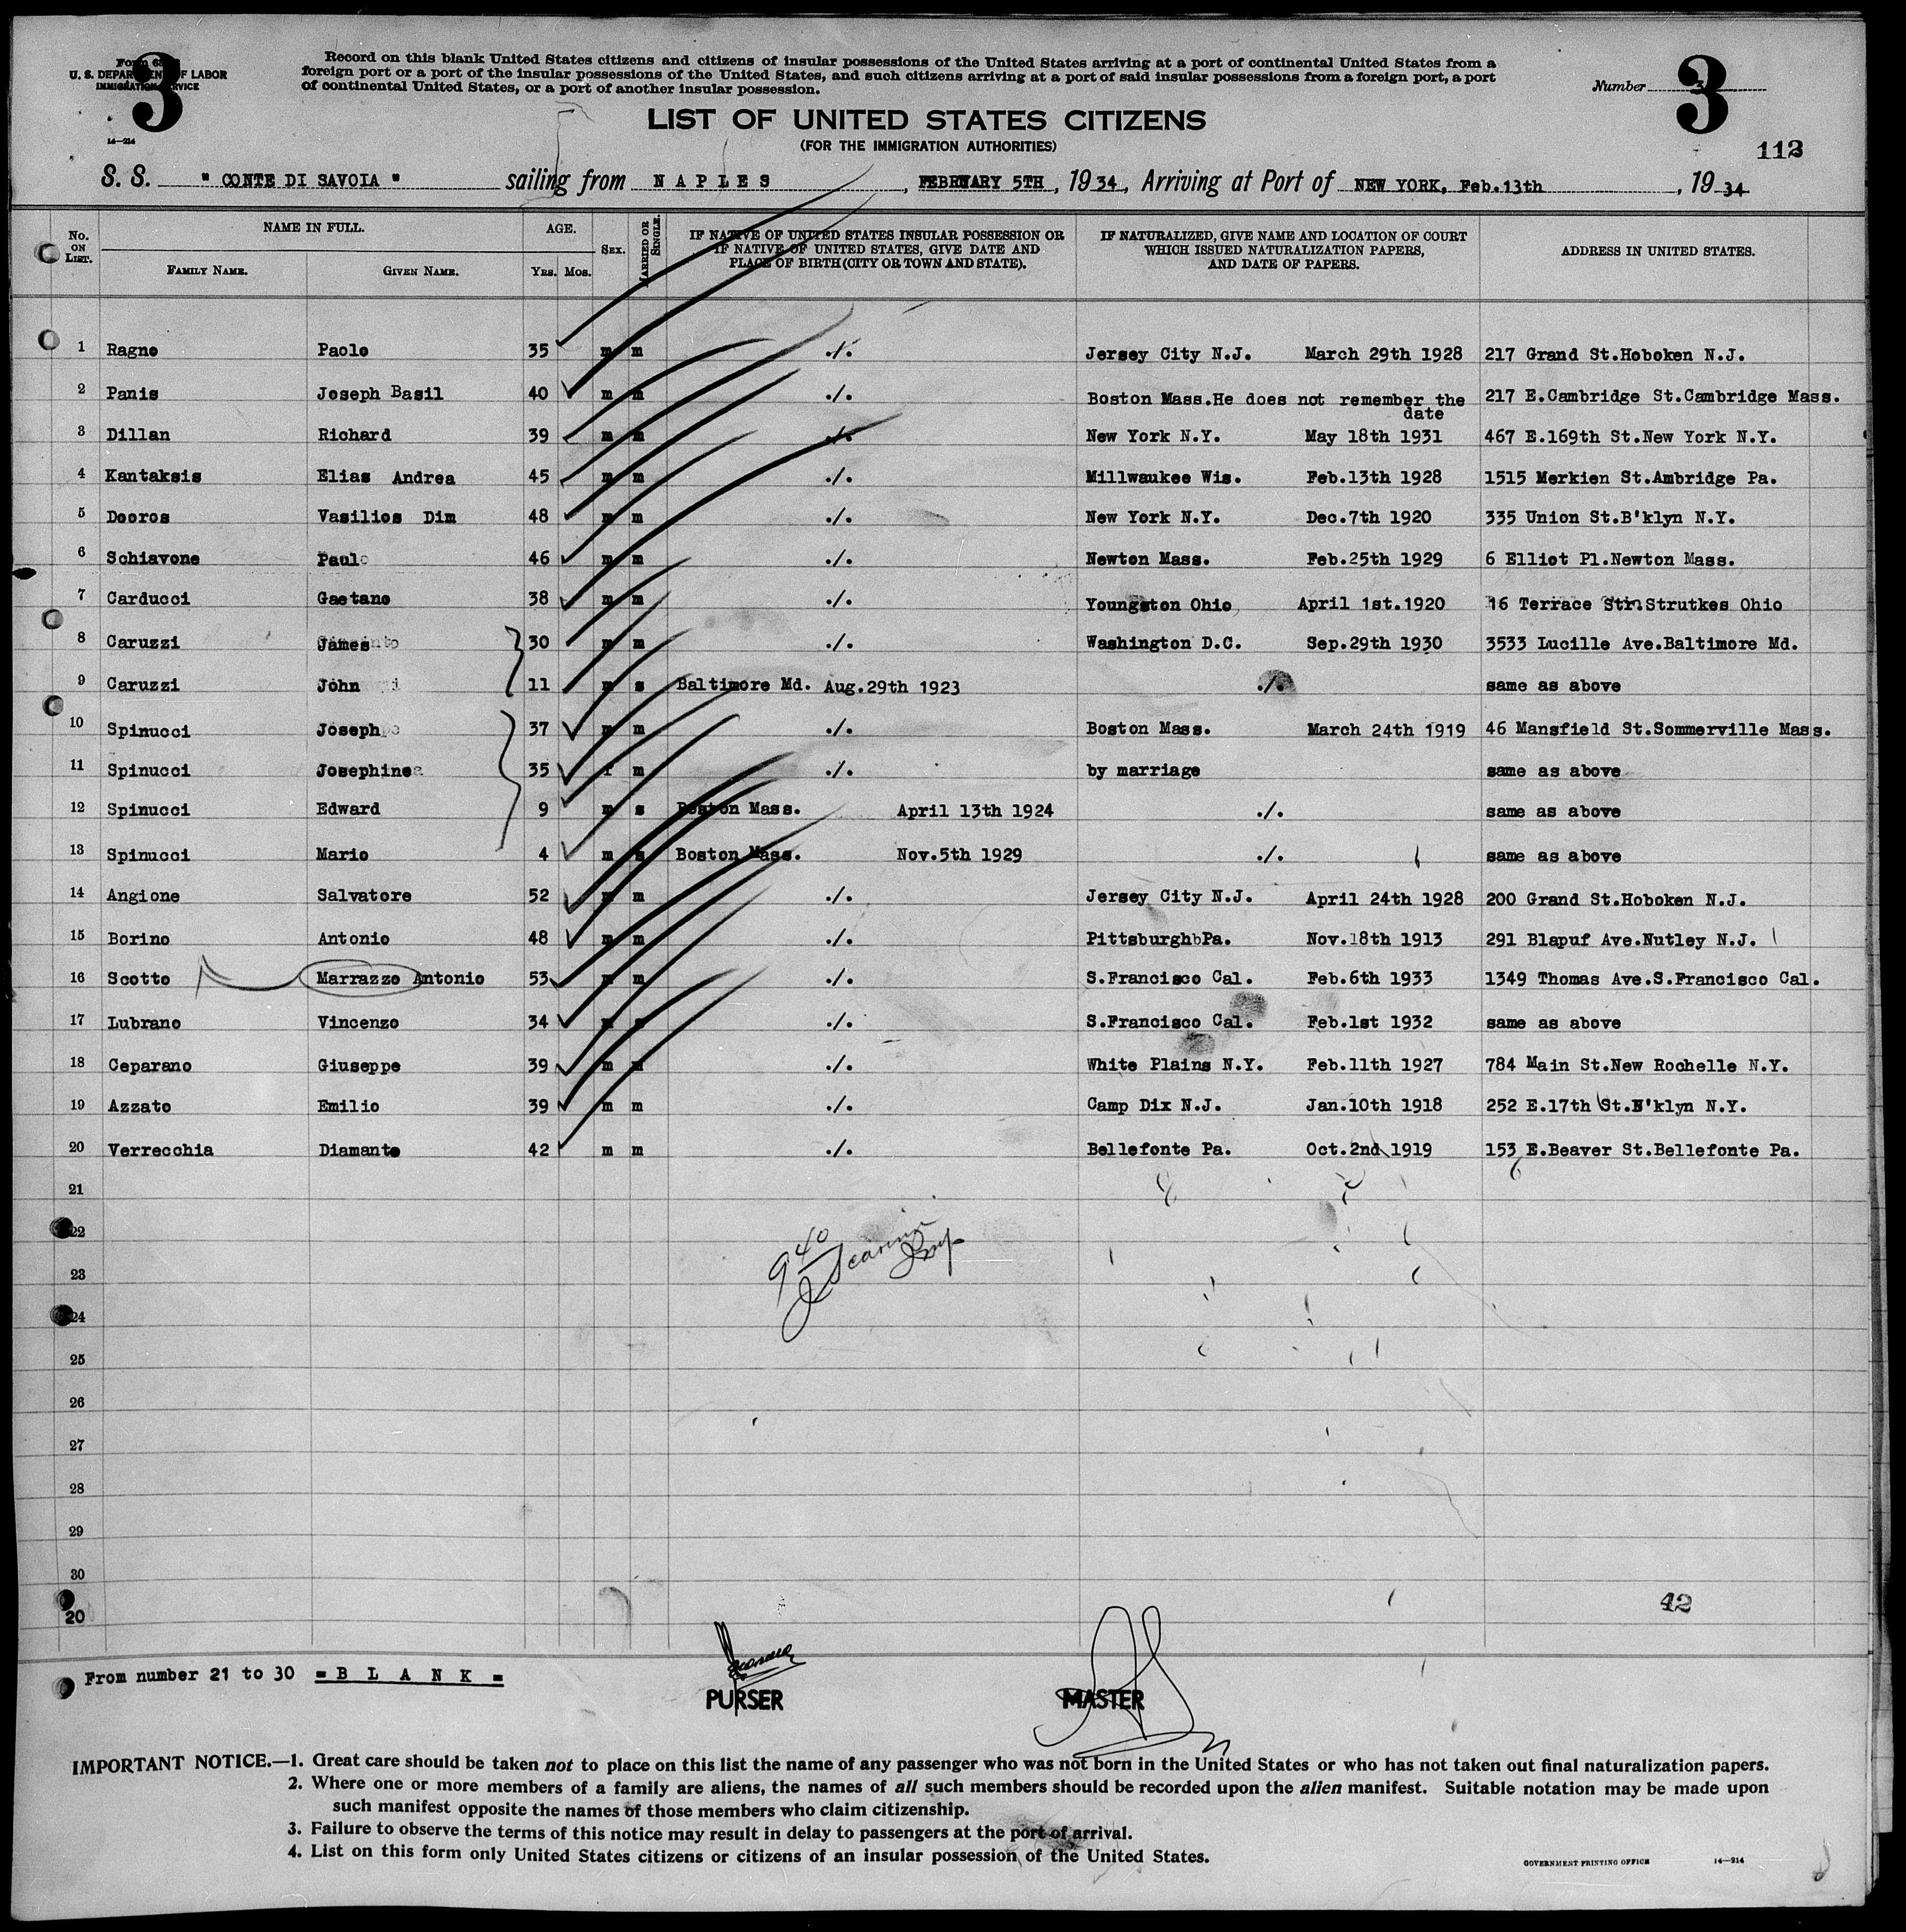 3
Form 6
U. S. DEPARTMENT OF LABOR
IMMIGRATION SERVICE
14—214
Record on this blank United States citizens and citizens of insular possessions of the United States arriving at a port of continental United States from a
foreign port or a port of the insular possessions of the United States, and such citizens arriving at a port of said insular possessions from a foreign port, a port
of continental United States, or a port of another insular possession.
Number 3
3
LIST OF UNITED STATES CITIZENS
(FOR THE IMMIGRATION AUTHORITIES)
112
S. S. " CONTE DI SAVOIA " sailing from N A P L E S , FEBRUARY 5TH , 19 34 , Arriving at Port of NEW YORK, Feb.13th , 19 34
No. ON LIST. NAME IN FULL. FAMILY NAME. GIVEN NAME. AGE. YRS. MOS. SEX. MARRIED OR SINGLE. IF NATIVE OF UNITED STATES INSULAR POSSESSION OR IF NATIVE OF UNITED STATES, GIVE DATE AND PLACE OF BIRTH (CITY OR TOWN AND STATE). IF NATURALIZED, GIVE NAME AND LOCATION OF COURT WHICH ISSUED NATURALIZATION PAPERS, AND DATE OF PAPERS. ADDRESS IN UNITED STATES.
1 Ragno Paolo 35 m m ./. Jersey City N.J. March 29th 1928 217 Grand St.Hoboken N.J.
2 Panis Joseph Basil 40 m m ./. Boston Mass.He does not remember the date 217 E.Cambridge St.Cambridge Mass.
3 Dillan Richard 39 m m ./. New York N.Y. May 18th 1931 467 E.169th St.New York N.Y.
4 Kantaksis Elias Andrea 45 m m ./. Millwaukee Wis. Feb.13th 1928 1515 Merkien St.Ambridge Pa.
5 Dooros Vasilios Dim 48 m m ./. New York N.Y. Dec.7th 1920 335 Union St.B'klyn N.Y.
6 Schiavone Paul 46 m m ./. Newton Mass. Feb.25th 1929 6 Elliot Pl.Newton Mass.
7 Carducci Gaetano 38 m m ./. Youngston Ohio April 1st.1920 16 Terrace Str.Strutkes Ohio
8 Caruzzi James 30 m m ./. Washington D.C. Sep.29th 1930 3533 Lucille Ave.Baltimore Md.
9 Caruzzi John 11 m s Baltimore Md. Aug.29th 1923 ./. same as above
10 Spinucci Joseph 37 m m ./. Boston Mass. March 24th 1919 46 Mansfield St.Sommerville Mass.
11 Spinucci Josephine 35 f m ./. by marriage same as above
12 Spinucci Edward 9 m s Boston Mass. April 13th 1924 ./. same as above
13 Spinucci Mario 4 m s Boston Mass. Nov.5th 1929 ./. same as above
14 Angione Salvatore 52 m m ./. Jersey City N.J. April 24th 1928 200 Grand St.Hoboken N.J.
15 Borino Antonio 48 m m ./. Pittsburgh Pa. Nov.18th 1913 291 Blapuf Ave.Nutley N.J.
16 Scotto Marrazzo Antonio 53 m m ./. S.Francisco Cal. Feb.6th 1933 1349 Thomas Ave.S.Francisco Cal.
17 Lubrano Vincenzo 34 ./. S.Francisco Cal. Feb.1st 1932 same as above
18 Ceparano Giuseppe 39 m m ./. White Plains N.Y. Feb.11th 1927 784 Main St.New Rochelle N.Y.
19 Azzato Emilio 39 m m ./. Camp Dix N.J. Jan.10th 1918 252 E.17th St.B'klyn N.Y.
20 Verrecchia Diamante 42 m m ./. Bellefonte Pa. Oct.2nd 1919 153 E.Beaver St.Bellefonte Pa.
21
22
9 40
23
Insp
24
25
26
27
28
29
30
20
42
From number 21 to 30 = B L A N K =
PURSER
MASTER
IMPORTANT NOTICE.—1. Great care should be taken not to place on this list the name of any passenger who was not born in the United States or who has not taken out final naturalization papers.
2. Where one or more members of a family are aliens, the names of all such members should be recorded upon the alien manifest. Suitable notation may be made upon
such manifest opposite the names of those members who claim citizenship.
3. Failure to observe the terms of this notice may result in delay to passengers at the port of arrival.
4. List on this form only United States citizens or citizens of an insular possession of the United States.
GOVERNMENT PRINTING OFFICE 14—214